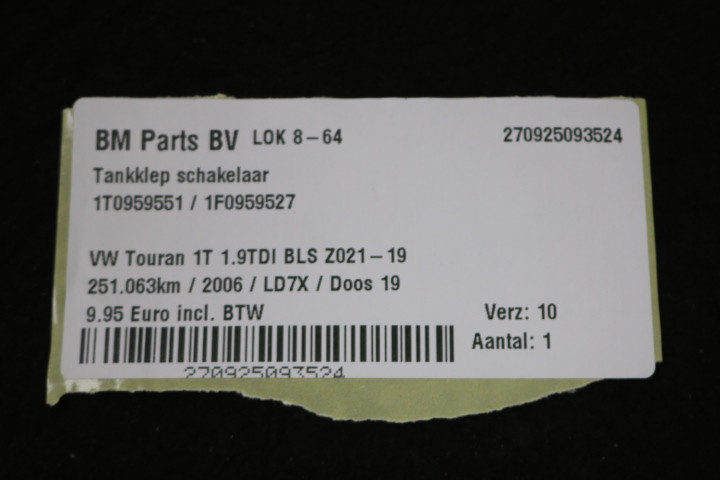 BM Parts BV LOK 8-64 270925093524
Tankklep schakelaar
1T0959551 / 1F0959527
VW Touran 1T 1.9TDI BLS Z021-19
251.063km / 2006 / LD7X / Doos 19
9.95 Euro incl. BTW Verz: 10
Aantal: 1
270925093524